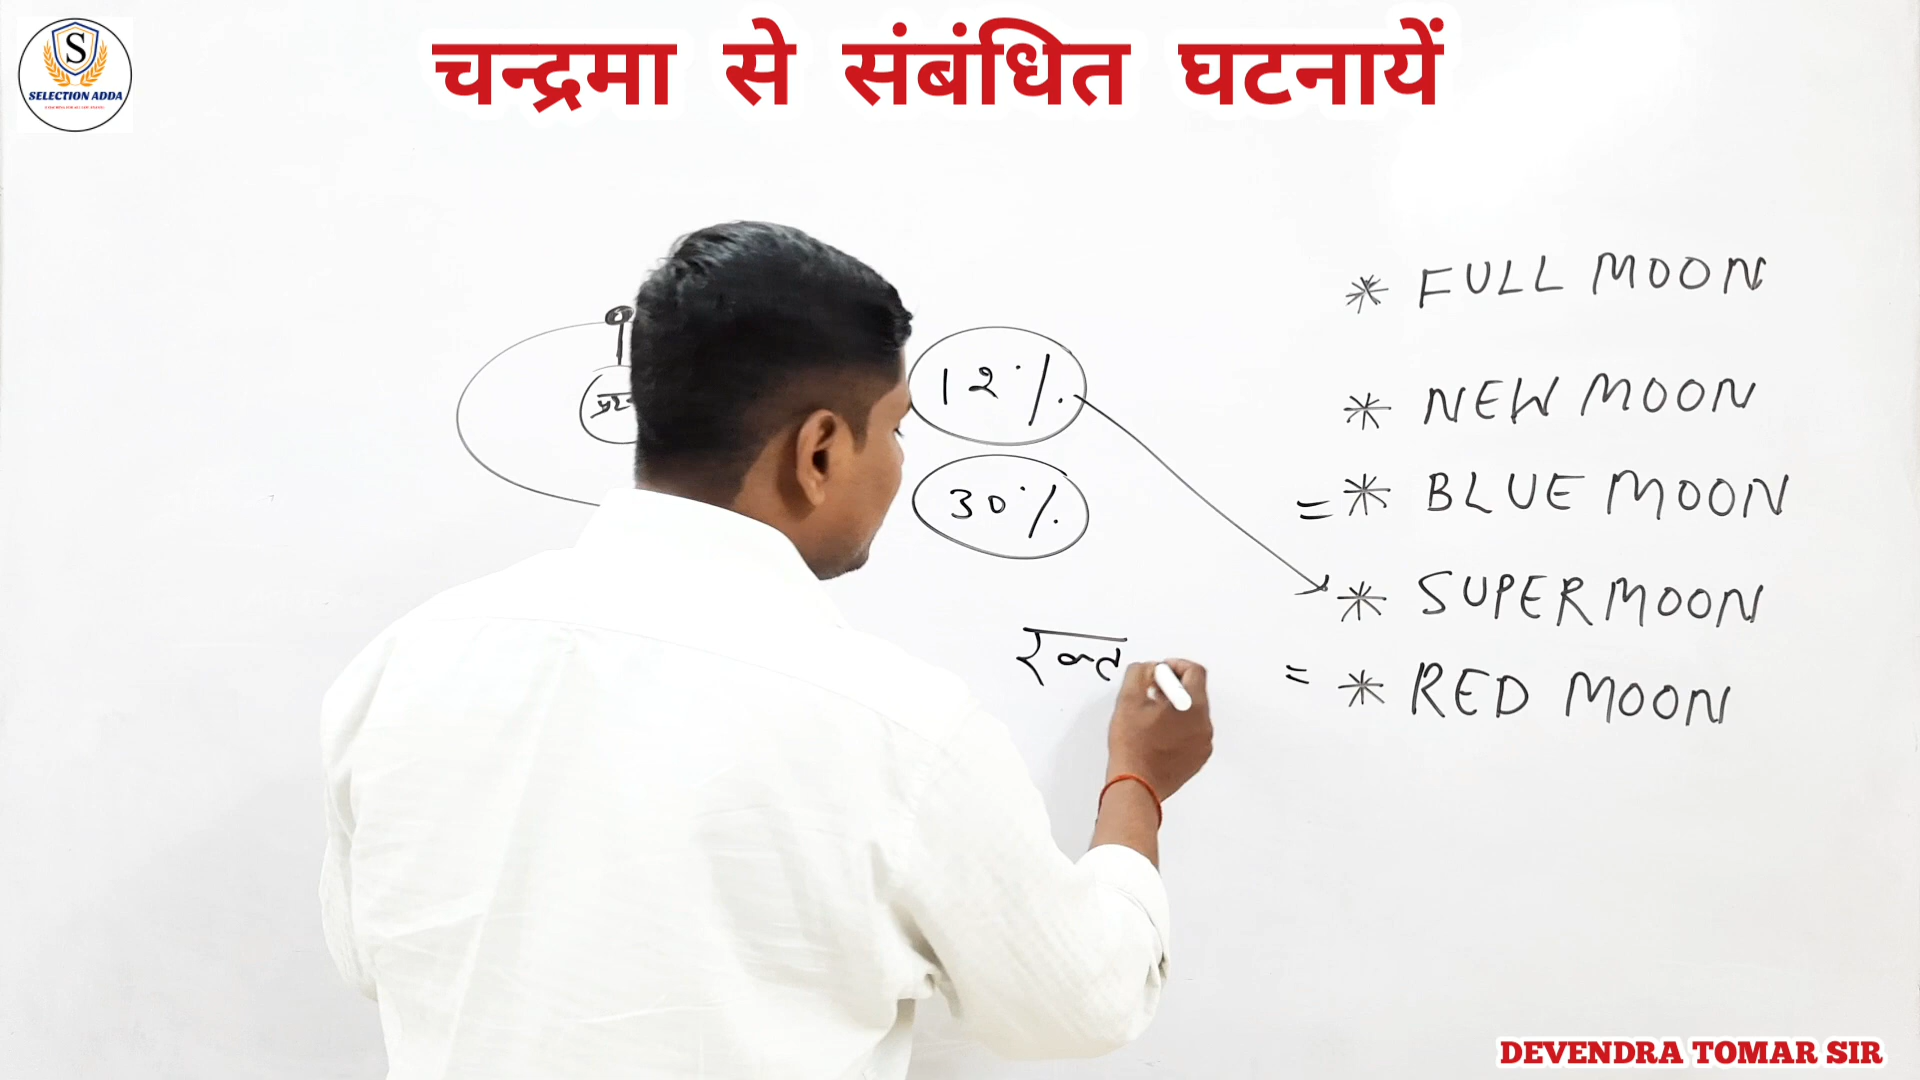 चन्द्रमा से संबंधित घटनायें
S
SELECTION ADDA
12%
30%
रक्त
* FULL MOON
* NEW MOON
= * BLUE MOON
* SUPERMOON
= * RED MOON
DEVENDRA TOMAR SIR